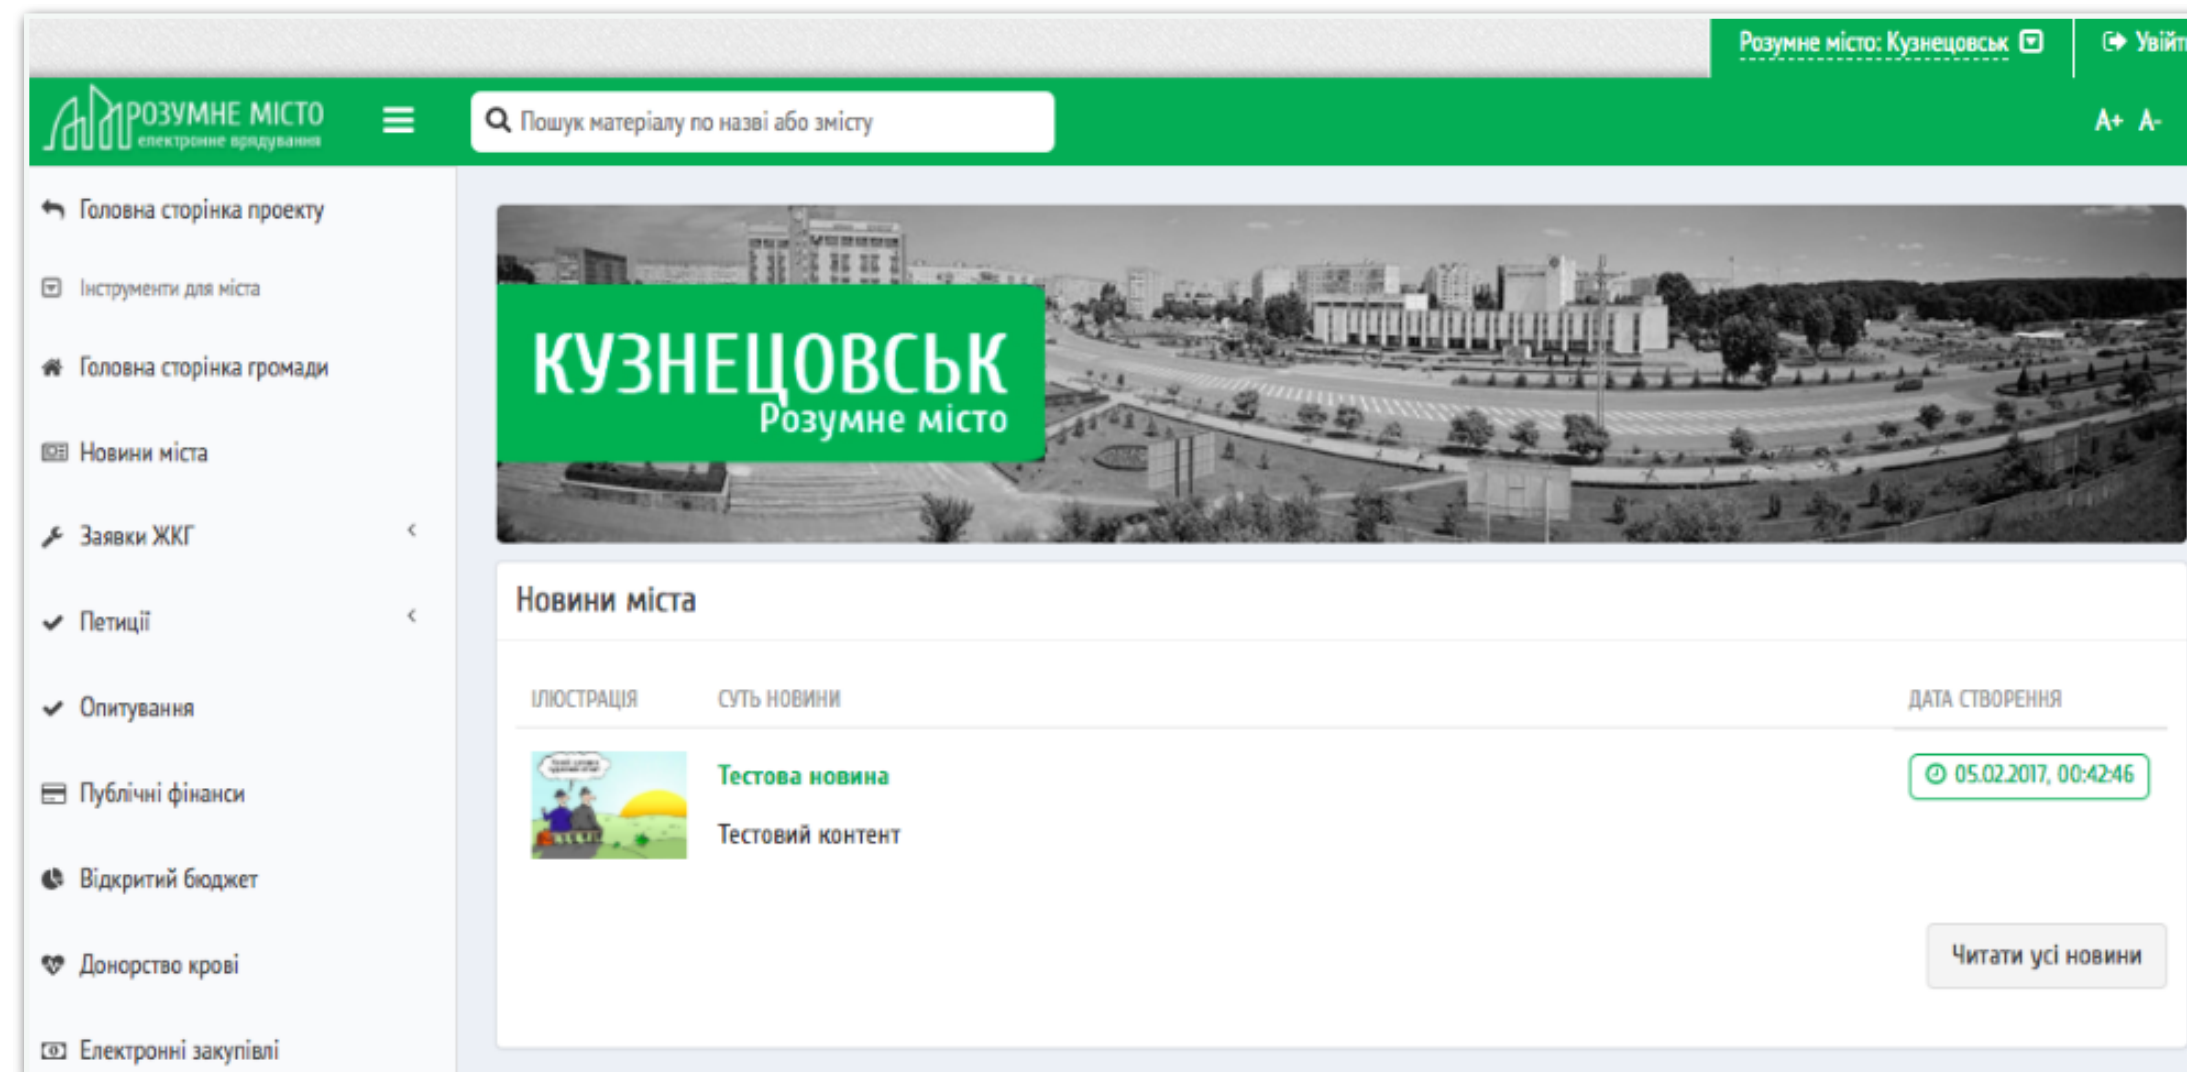 Розумне місто: Кузнецовськ
Увійт
РОЗУМНЕ МІСТО
електронне врядування
Пошук матеріалу по назві або змісту
A+ A-
Головна сторінка проекту
Інструменти для міста
Головна сторінка громади
Новини міста
Заявки ЖКГ
Петиції
Опитування
Публічні фінанси
Відкритий бюджет
Донорство крові
Електронні закупівлі
КУЗНЕЦОВСЬК
Розумне місто
Новини міста
ІЛЮСТРАЦІЯ СУТЬ НОВИНИ ДАТА СТВОРЕННЯ
Тестова новина
05.02.2017, 00:42:46
Тестовий контент
Читати усі новини